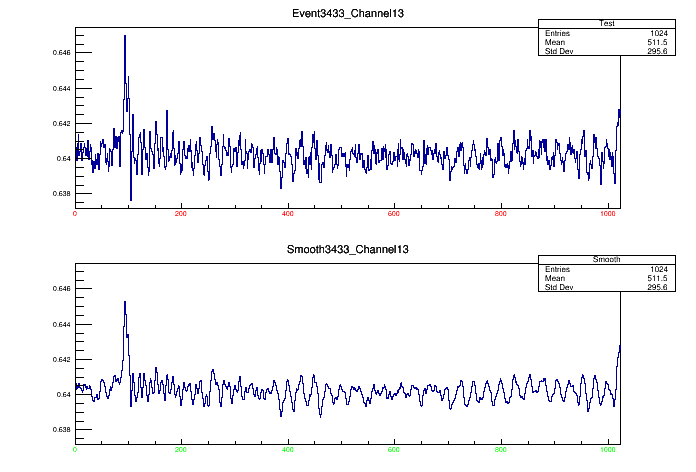 Event3433_Channel13
Test
Entries 1024
Mean 511.5
Std Dev 295.6
0.646
0.644
0.642
0.64
0.638
0 200 400 600 800 1000
Smooth3433_Channel13
Smooth
Entries 1024
Mean 511.5
Std Dev 295.6
0.646
0.644
0.642
0.64
0.638
0 200 400 600 800 1000